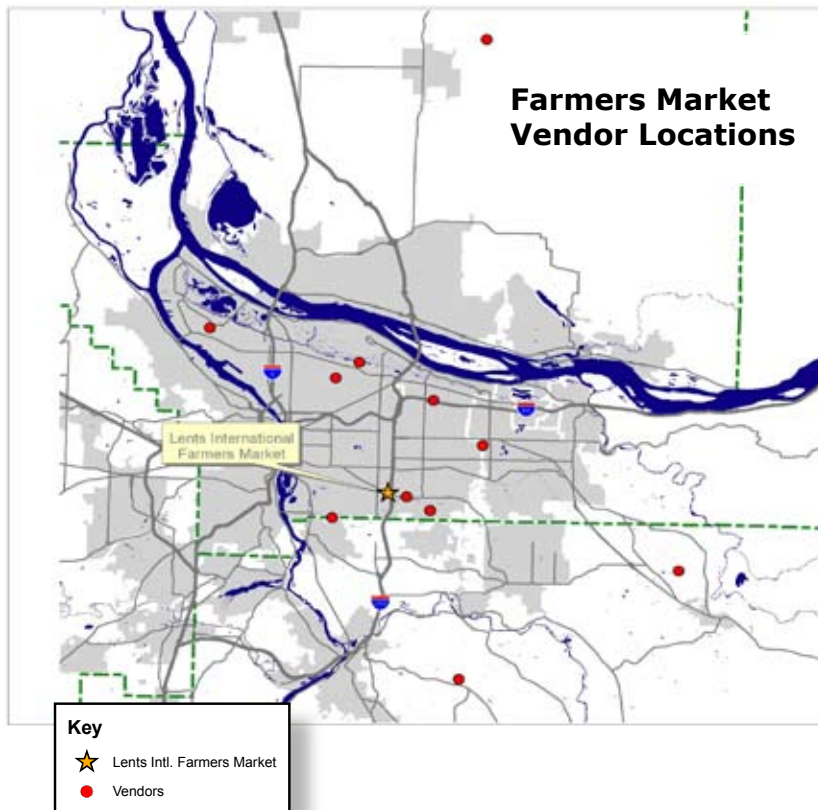 Farmers Market
Vendor Locations
Lents International
Farmers Market
Key
Lents Intl. Farmers Market
Vendors